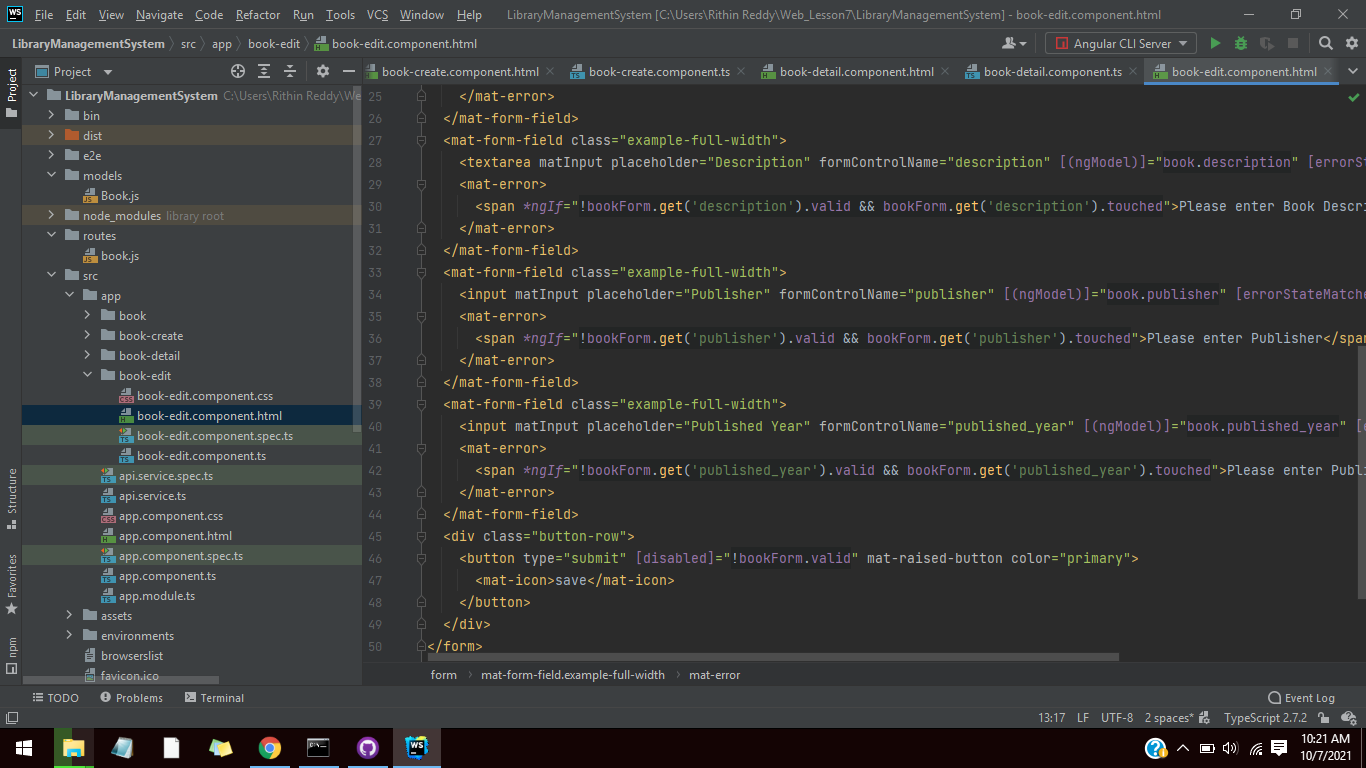 WS File Edit View Navigate Code Refactor Run Tools VCS Window Help LibraryManagementSystem [C:\Users\Rithin Reddy\Web_Lesson7\LibraryManagementSystem] - book-edit.component.html
LibraryManagementSystem src app book-edit book-edit.component.html Angular CLI Server
Project
Project
book-create.component.html book-create.component.ts book-detail.component.html book-detail.component.ts book-edit.component.html
LibraryManagementSystem C:\Users\Rithin Reddy\We
bin
dist
e2e
models
Book.js
node_modules library root
routes
book.js
src
app
book
book-create
book-detail
book-edit
book-edit.component.css
book-edit.component.html
book-edit.component.spec.ts
book-edit.component.ts
api.service.spec.ts
api.service.ts
app.component.css
app.component.html
app.component.spec.ts
app.component.ts
app.module.ts
assets
environments
browserslist
favicon.ico
Structure
Favorites
npm
25 </mat-error>
26 </mat-form-field>
27 <mat-form-field class="example-full-width">
28 <textarea matInput placeholder="Description" formControlName="description" [(ngModel)]="book.description" [errorSta
29 <mat-error>
30 <span *ngIf="!bookForm.get('description').valid && bookForm.get('description').touched">Please enter Book Descri
31 </mat-error>
32 </mat-form-field>
33 <mat-form-field class="example-full-width">
34 <input matInput placeholder="Publisher" formControlName="publisher" [(ngModel)]="book.publisher" [errorStateMatche
35 <mat-error>
36 <span *ngIf="!bookForm.get('publisher').valid && bookForm.get('publisher').touched">Please enter Publisher</span
37 </mat-error>
38 </mat-form-field>
39 <mat-form-field class="example-full-width">
40 <input matInput placeholder="Published Year" formControlName="published_year" [(ngModel)]="book.published_year" [e
41 <mat-error>
42 <span *ngIf="!bookForm.get('published_year').valid && bookForm.get('published_year').touched">Please enter Publi
43 </mat-error>
44 </mat-form-field>
45 <div class="button-row">
46 <button type="submit" [disabled]="!bookForm.valid" mat-raised-button color="primary">
47 <mat-icon>save</mat-icon>
48 </button>
49 </div>
50 </form>
form mat-form-field.example-full-width mat-error
TODO Problems Terminal Event Log
13:17 LF UTF-8 2 spaces* TypeScript 2.7.2
10:21 AM
10/7/2021